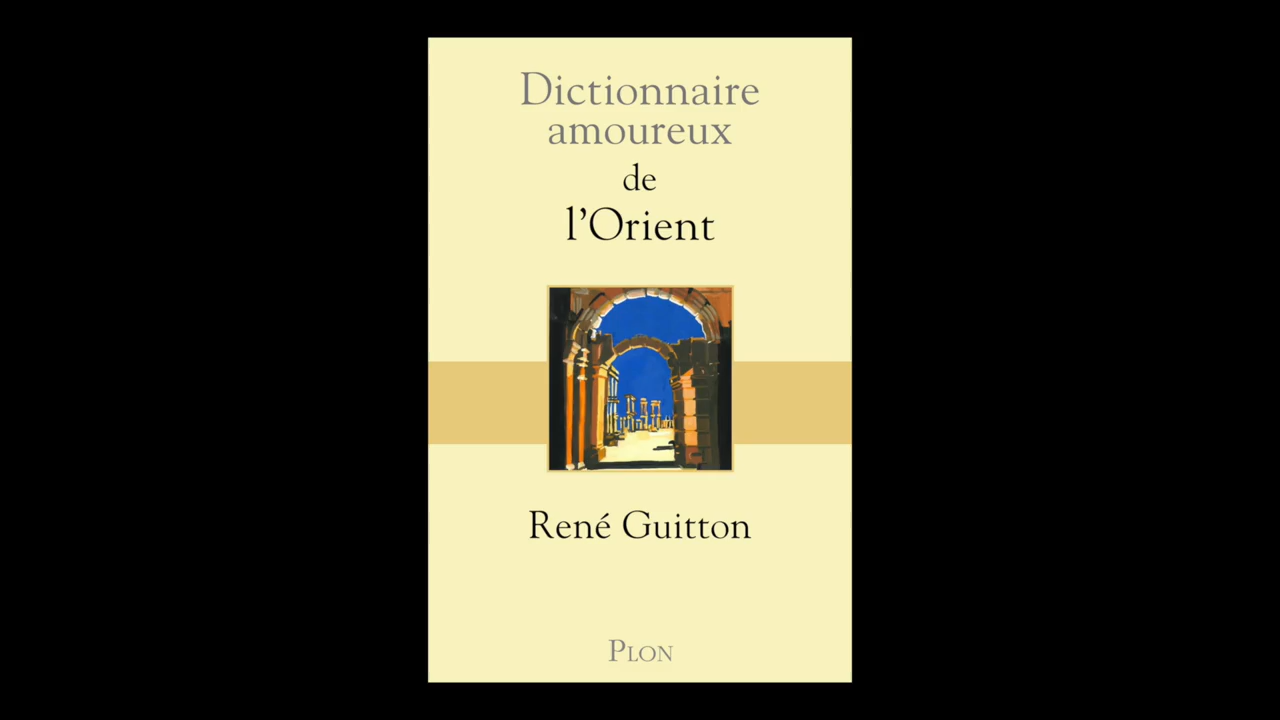 Dictionnaire
amoureux
de
l’Orient
René Guitton
PLON